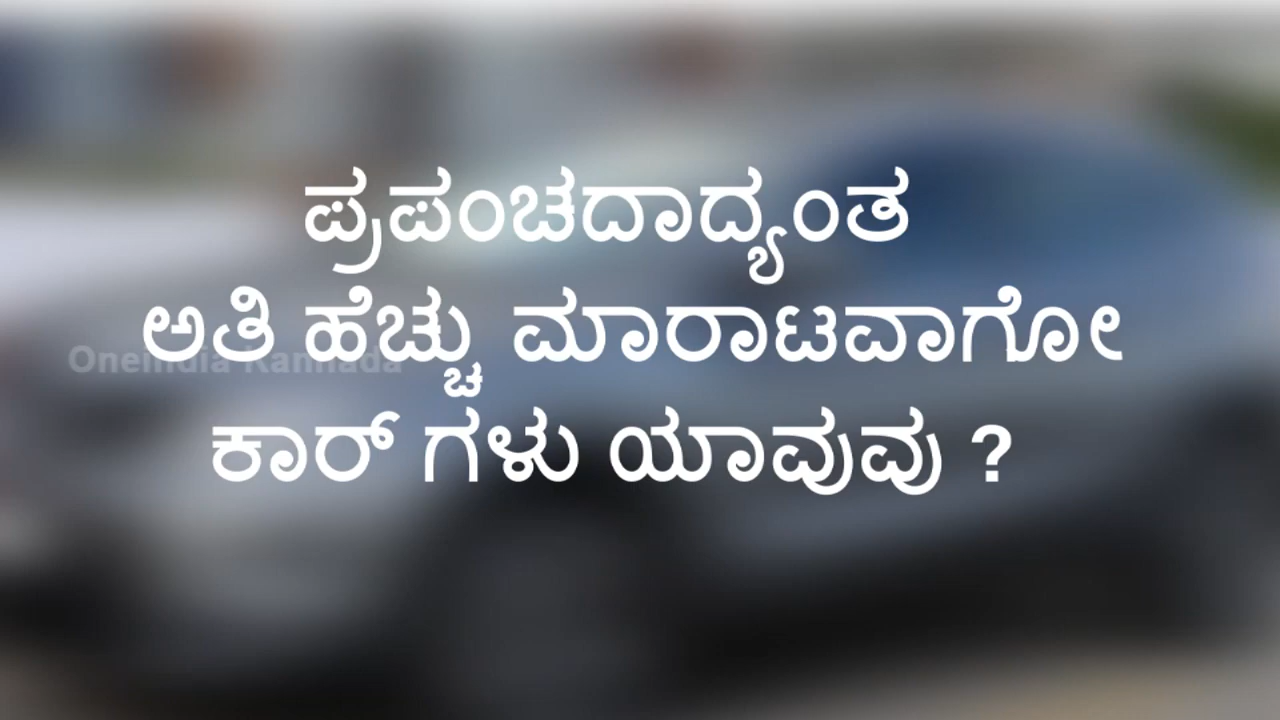 ಪ್ರಪಂಚದಾದ್ಯಂತ
ಅತಿ ಹೆಚ್ಚು ಮಾರಾಟವಾಗೋ
Oneindia Kannada
ಕಾರ್ ಗಳು ಯಾವುವು ?